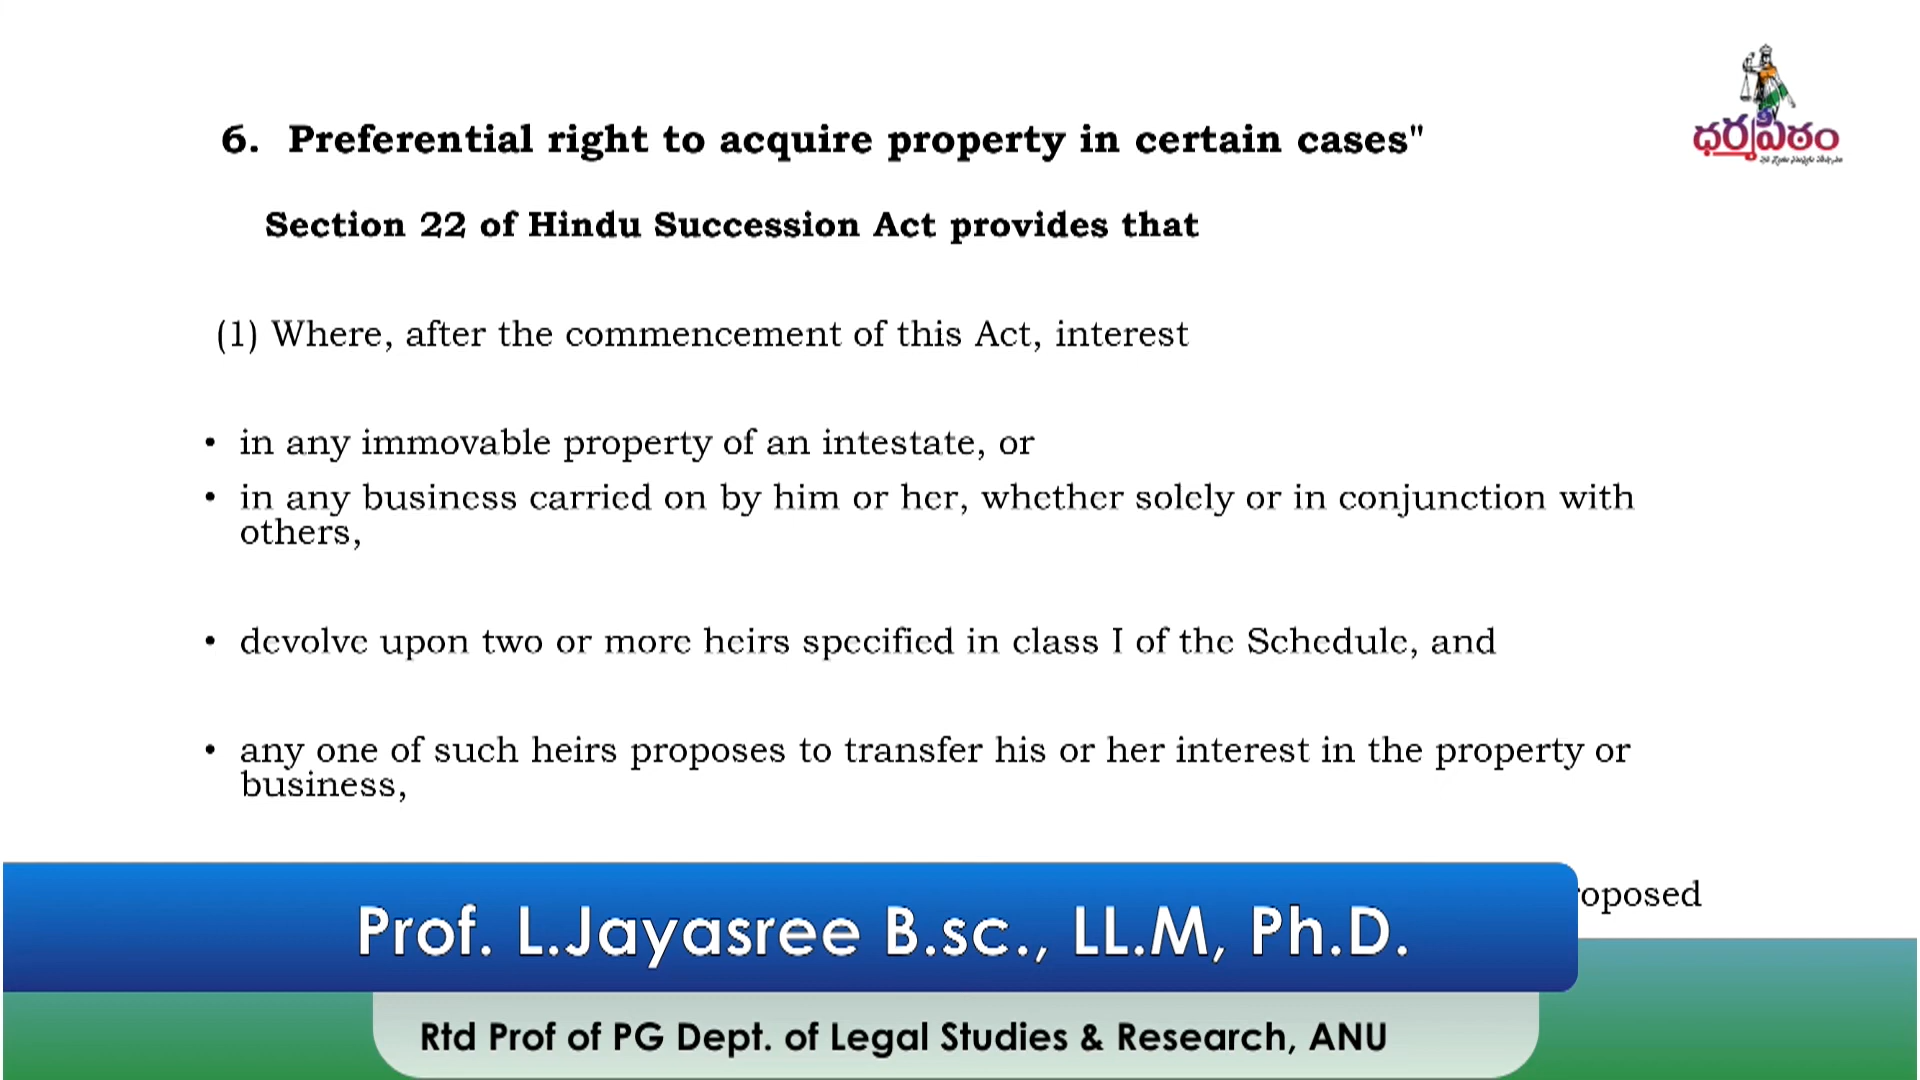 ధర్మపీఠం
6. Preferential right to acquire property in certain cases"
Section 22 of Hindu Succession Act provides that
(1) Where, after the commencement of this Act, interest
• in any immovable property of an intestate, or
• in any business carried on by him or her, whether solely or in conjunction with
others,
• devolve upon two or more heirs specified in class I of the Schedule, and
• any one of such heirs proposes to transfer his or her interest in the property or
business,
Prof. L.Jayasree B.sc., LL.M, Ph.D.
Rtd Prof of PG Dept. of Legal Studies & Research, ANU